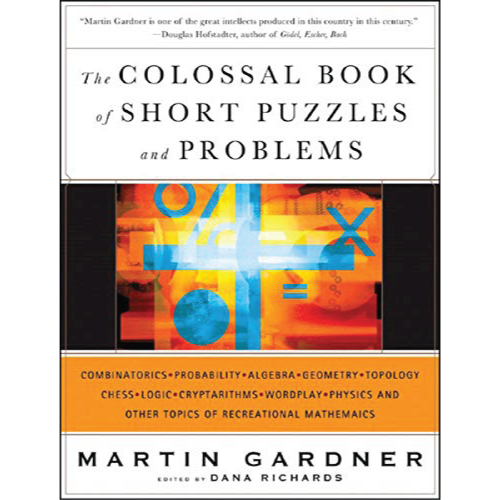 "Martin Gardner is one of the great intellects produced in this country in this century."
—Douglas Hofstadter, author of Gödel, Escher, Bach
The COLOSSAL BOOK
of SHORT PUZZLES
and PROBLEMS
% X
=
COMBINATORICS•PROBABILITY•ALGEBRA•GEOMETRY•TOPOLOGY
CHESS•LOGIC•CRYPTARITHMS•WORDPLAY•PHYSICS AND
OTHER TOPICS OF RECREATIONAL MATHEMAICS
MARTIN GARDNER
EDITED BY DANA RICHARDS